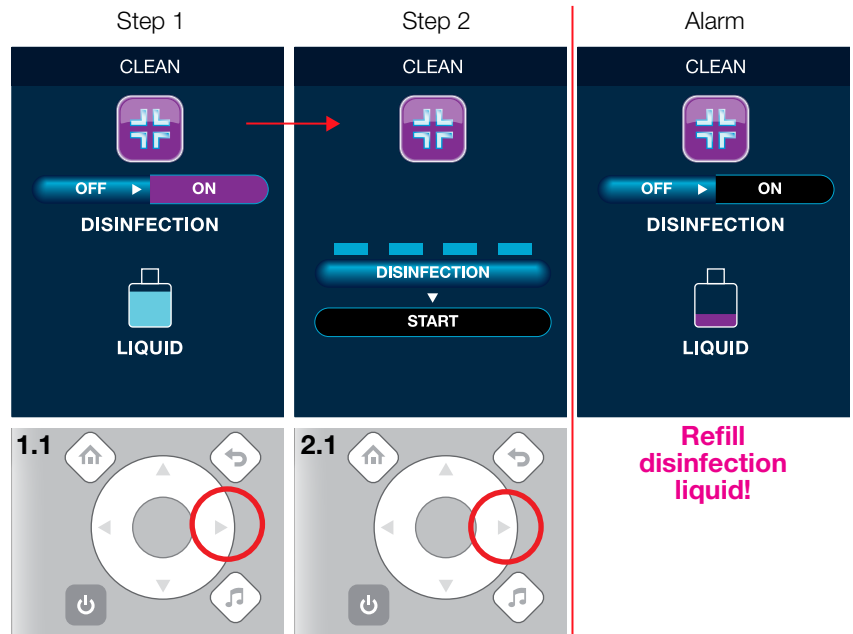 Step 1
CLEAN
OFF ON
DISINFECTION
LIQUID
1.1
Step 2
CLEAN
DISINFECTION
START
2.1
Alarm
CLEAN
OFF ON
DISINFECTION
LIQUID
Refill
disinfection
liquid!